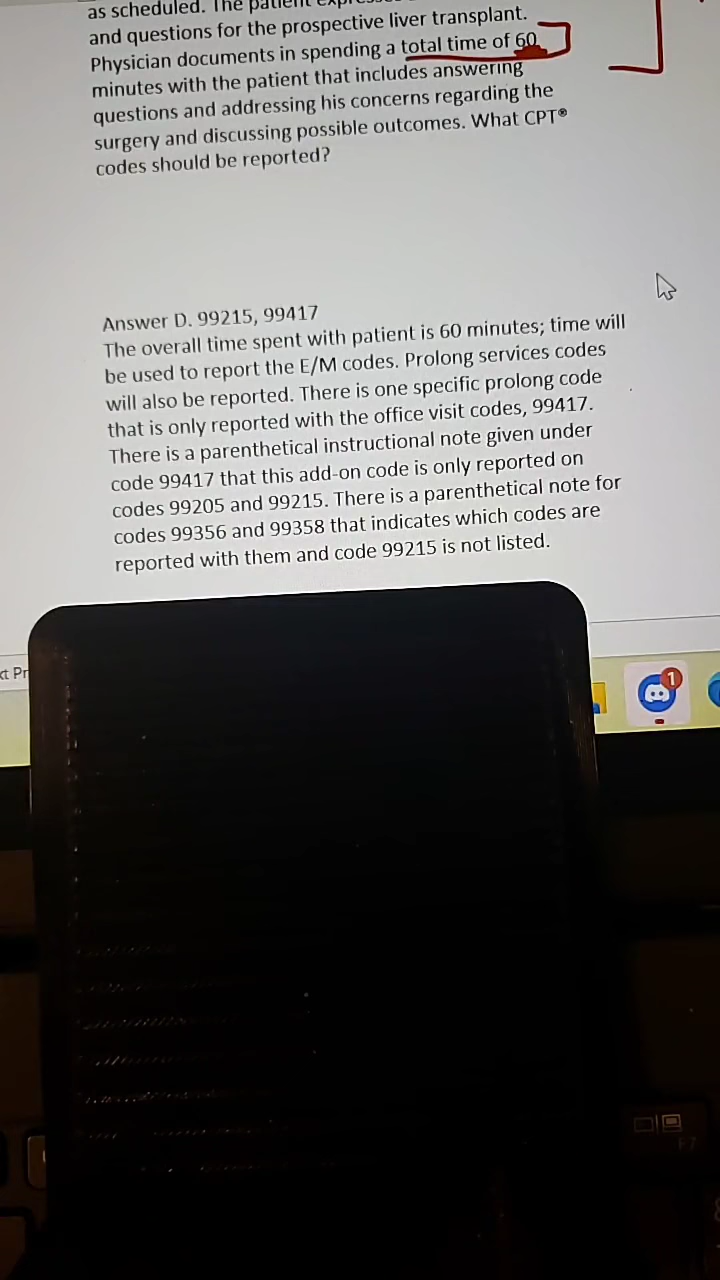 as scheduled. The patient
and questions for the prospective liver transplant.
Physician documents in spending a total time of 60
minutes with the patient that includes answering
questions and addressing his concerns regarding the
surgery and discussing possible outcomes. What CPT®
codes should be reported?
Answer D. 99215, 99417
The overall time spent with patient is 60 minutes; time will
be used to report the E/M codes. Prolong services codes
will also be reported. There is one specific prolong code
that is only reported with the office visit codes, 99417.
There is a parenthetical instructional note given under
code 99417 that this add-on code is only reported on
codes 99205 and 99215. There is a parenthetical note for
codes 99356 and 99358 that indicates which codes are
reported with them and code 99215 is not listed.
1
F7